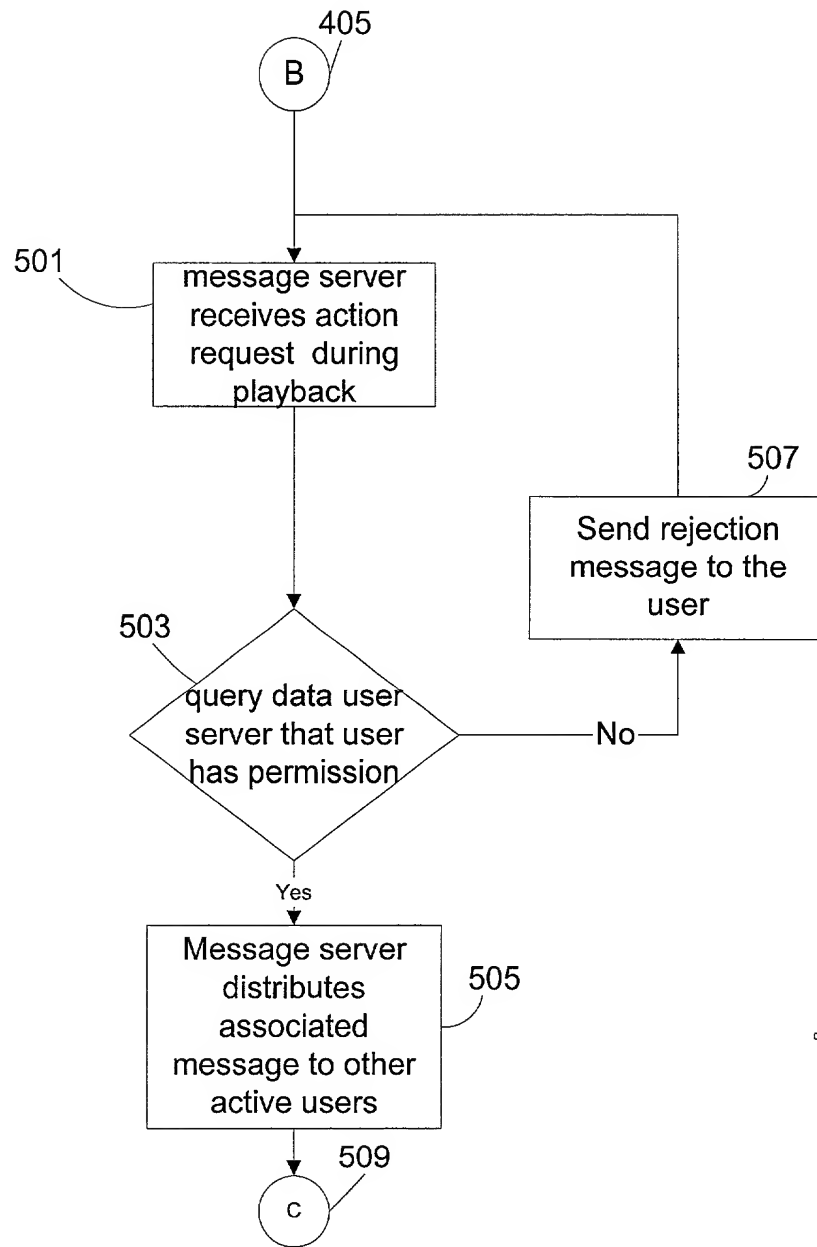 405
B
501
message server
receives action
request during
playback
507
Send rejection
message to the
user
503
query data user
server that user
has permission
No
Yes
Message server
distributes
associated
message to other
active users
505
509
C